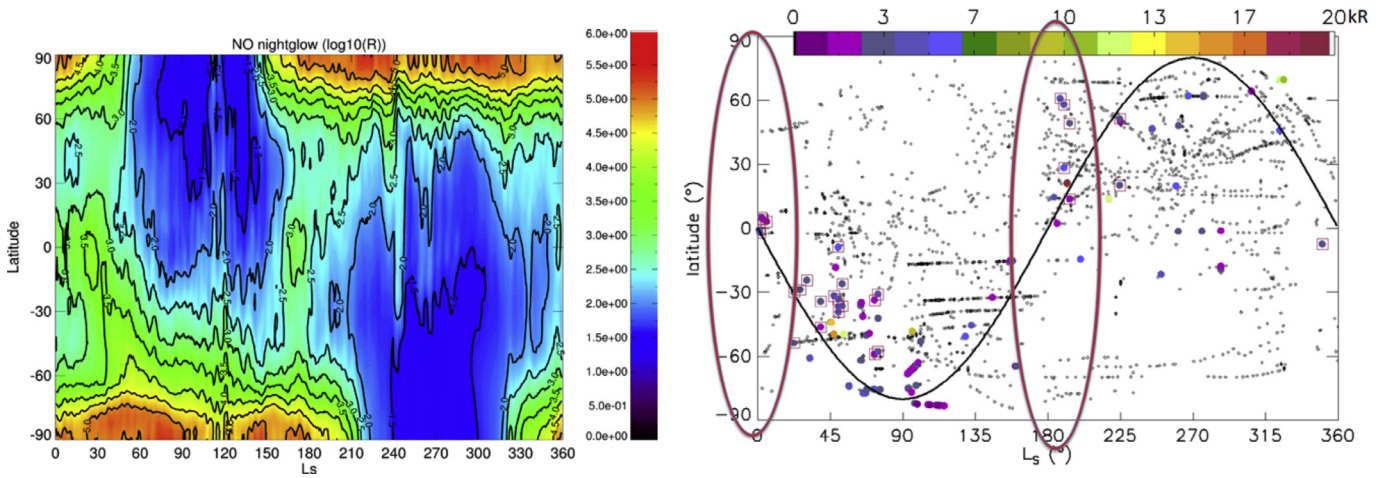 NO nightglow (log10(R))
90
60
30
0
-30
-60
-90
Latitude
0 30 60 90 120 150 180 210 240 270 300 330 360
Ls
6.0e+00
5.5e+00
5.0e+00
4.5e+00
4.0e+00
3.5e+00
3.0e+00
2.5e+00
2.0e+00
1.5e+00
1.0e+00
5.0e-01
0.0e+00
0 3 7 10 13 17 20 kR
90
60
30
0
-30
-60
-90
latitude (°)
0 45 90 135 180 225 270 315 360
Ls (°)